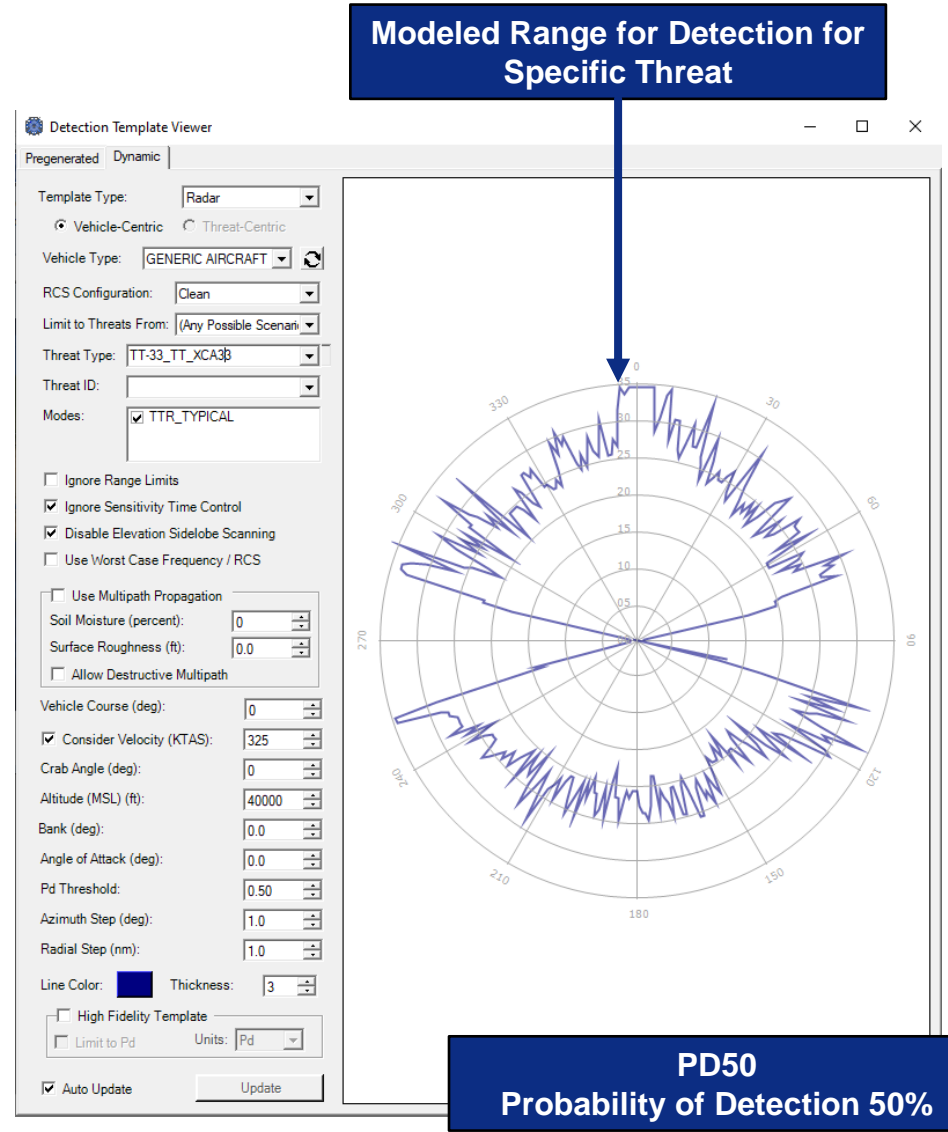 Modeled Range for Detection for
Specific Threat
Detection Template Viewer
Pregenerated Dynamic
Template Type: Radar
Vehicle-Centric Threat-Centric
Vehicle Type: GENERIC AIRCRAFT
RCS Configuration: Clean
Limit to Threats From: (Any Possible Scenari
Threat Type: TT-33_TT_XCA33
Threat ID:
Modes: TTR_TYPICAL
Ignore Range Limits
Ignore Sensitivity Time Control
Disable Elevation Sidelobe Scanning
Use Worst Case Frequency / RCS
Use Multipath Propagation
Soil Moisture (percent): 0
Surface Roughness (ft): 0.0
Allow Destructive Multipath
Vehicle Course (deg): 0
Consider Velocity (KTAS): 325
Crab Angle (deg): 0
Altitude (MSL) (ft): 40000
Bank (deg): 0.0
Angle of Attack (deg): 0.0
Pd Threshold: 0.50
Azimuth Step (deg): 1.0
Radial Step (nm): 1.0
Line Color: Thickness: 3
High Fidelity Template
Limit to Pd Units: Pd
Auto Update Update
0
30
60
90
120
150
180
210
240
270
300
330
35
30
25
20
15
10
05
PD50
Probability of Detection 50%